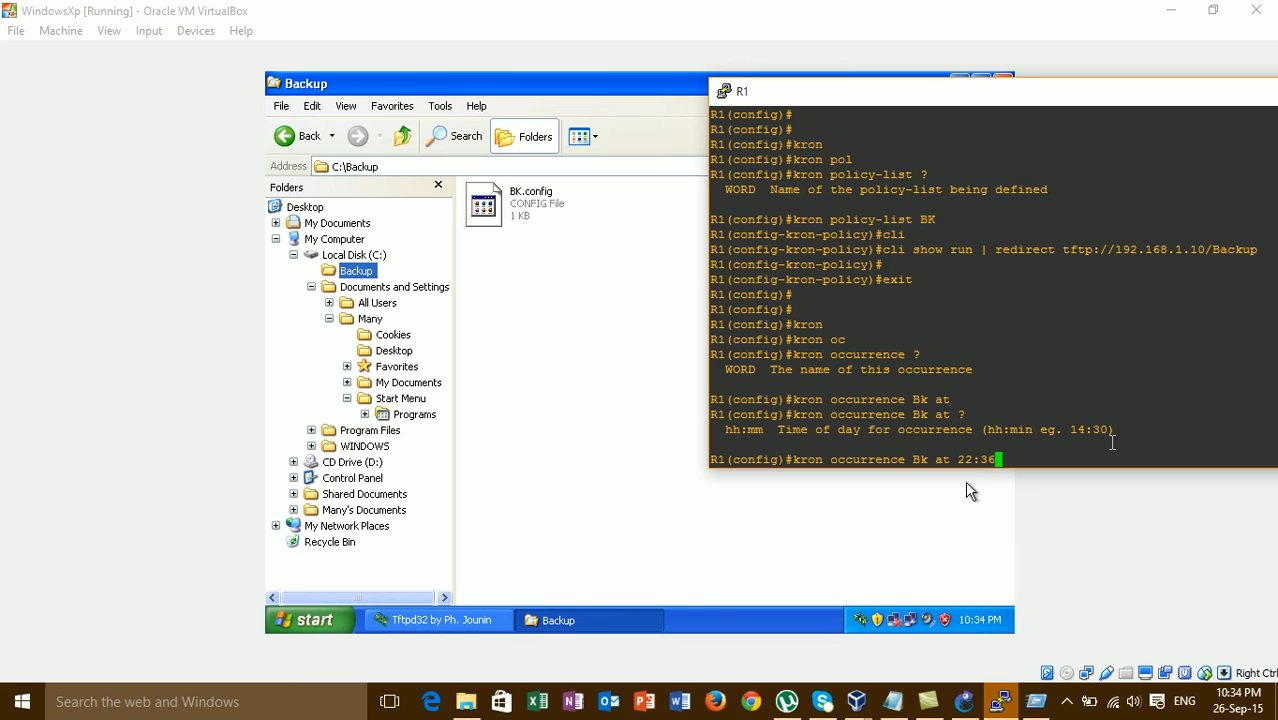 WindowsXp [Running] - Oracle VM VirtualBox
File Machine View Input Devices Help
Backup
File Edit View Favorites Tools Help
Back Search Folders
Address C:\Backup
Folders
Desktop
My Documents
My Computer
Local Disk (C:)
Backup
Documents and Settings
All Users
Many
Cookies
Desktop
Favorites
My Documents
Start Menu
Programs
Program Files
WINDOWS
CD Drive (D:)
Control Panel
Shared Documents
Many's Documents
My Network Places
Recycle Bin
BK.config
CONFIG File
1 KB
R1
R1(config)#
R1(config)#
R1(config)#kron
R1(config)#kron pol
R1(config)#kron policy-list ?
WORD Name of the policy-list being defined
R1(config)#kron policy-list BK
R1(config-kron-policy)#cli
R1(config-kron-policy)#cli show run | redirect tftp://192.168.1.10/Backup
R1(config-kron-policy)#
R1(config-kron-policy)#exit
R1(config)#
R1(config)#
R1(config)#kron
R1(config)#kron oc
R1(config)#kron occurrence ?
WORD The name of this occurrence
R1(config)#kron occurrence Bk at
R1(config)#kron occurrence Bk at ?
hh:mm Time of day for occurrence (hh:min eg. 14:30)
R1(config)#kron occurrence Bk at 22:36
start Tftpd32 by Ph. Jounin Backup 10:34 PM
Right Ctrl
Search the web and Windows
ENG
10:34 PM
26-Sep-15